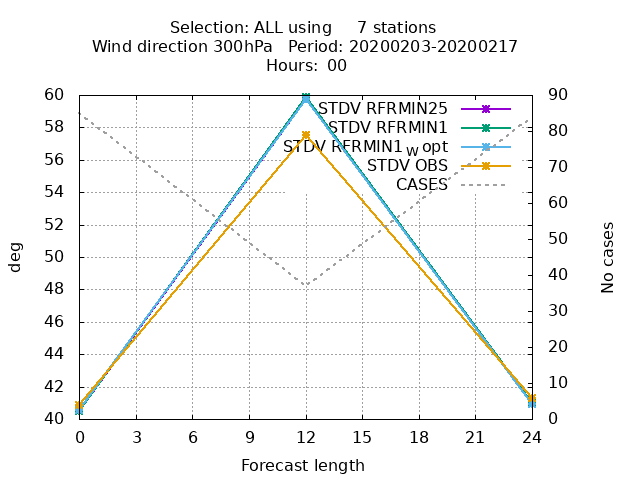 Selection: ALL using     7 stations
Wind direction 300hPa   Period: 20200203-20200217
Hours:  00
60
58
56
54
52
50
48
46
44
42
40
deg
90
80
70
60
50
40
30
20
10
0
No cases
STDV RFRMIN25
STDV RFRMIN1
STDV RFRMIN1 w opt
STDV OBS
CASES
0 3 6 9 12 15 18 21 24
Forecast length